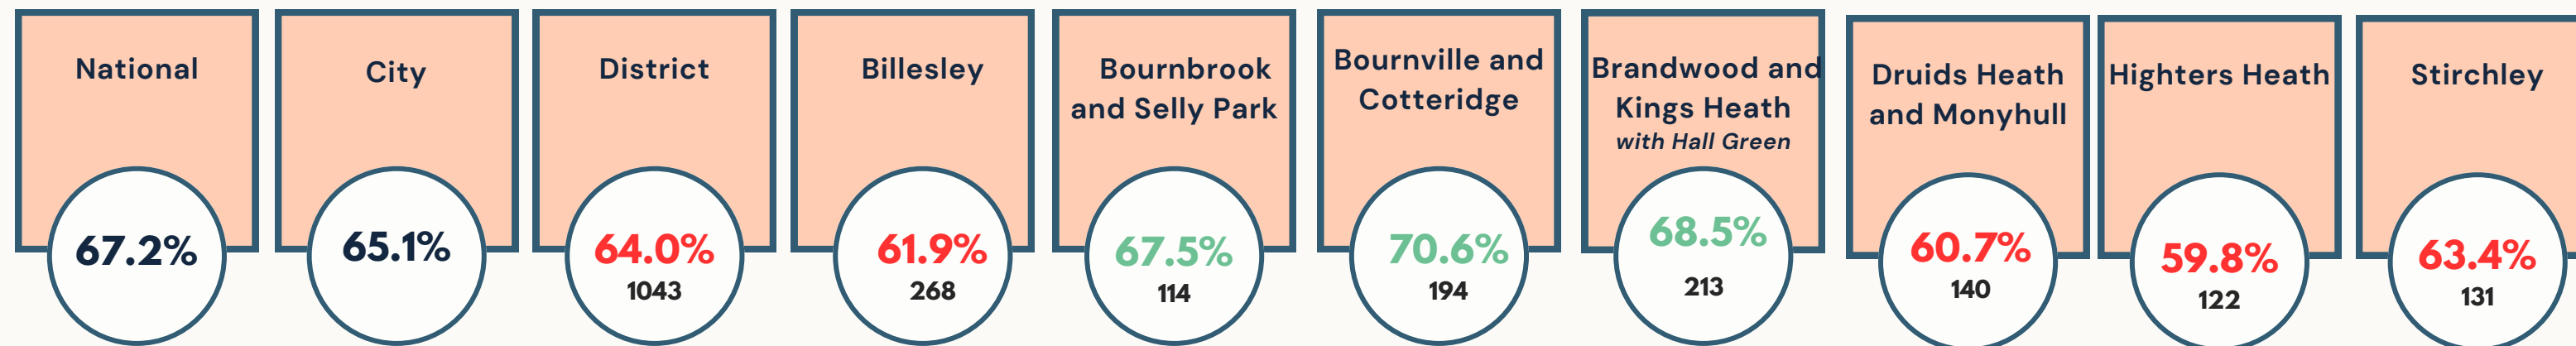 National
67.2%
City
65.1%
District
64.0%
1043
Billesley
61.9%
268
Bournbrook
and Selly Park
67.5%
114
Bournville and
Cotteridge
70.6%
194
Brandwood and
Kings Heath
with Hall Green
68.5%
213
Druids Heath
and Monyhull
60.7%
140
Highters Heath
59.8%
122
Stirchley
63.4%
131